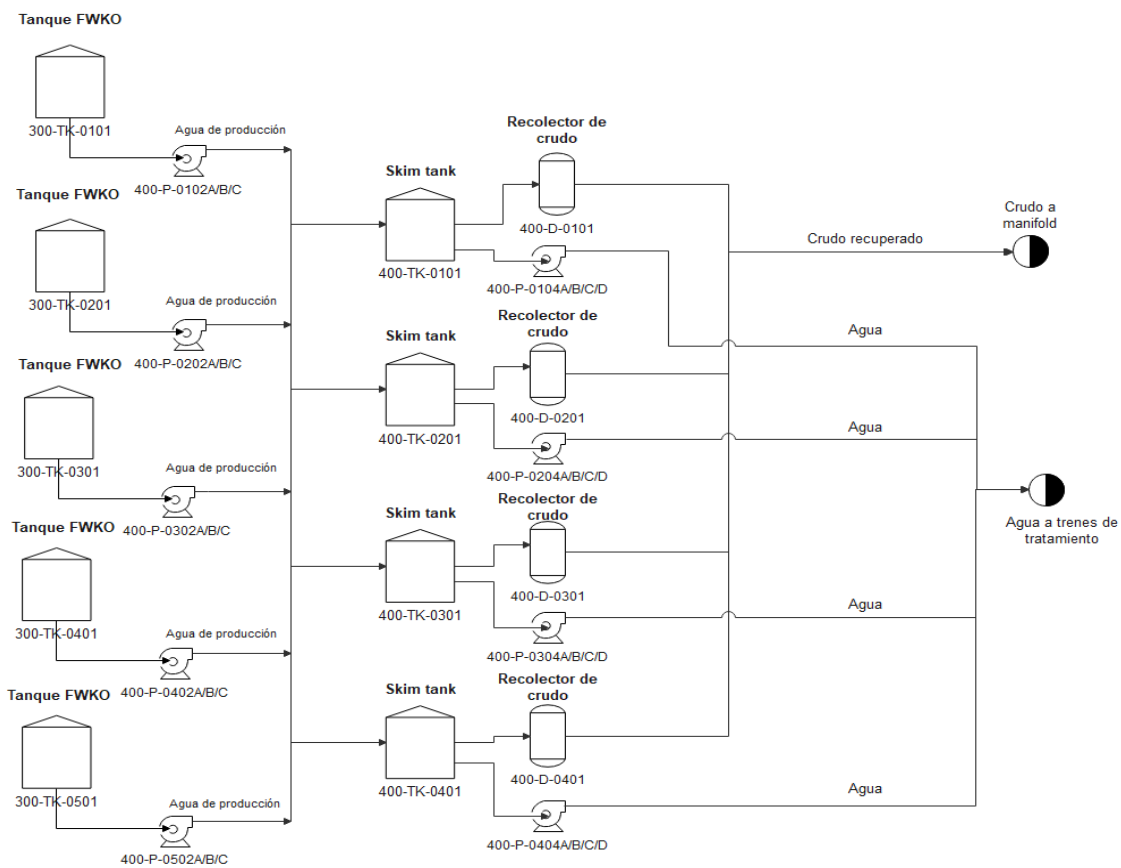 Tanque FWKO
300-TK-0101
Agua de producción
400-P-0102A/B/C
Tanque FWKO
300-TK-0201
Agua de producción
400-P-0202A/B/C
Tanque FWKO
300-TK-0301
Agua de producción
400-P-0302A/B/C
Tanque FWKO
300-TK-0401
Agua de producción
400-P-0402A/B/C
Tanque FWKO
300-TK-0501
Agua de producción
400-P-0502A/B/C
Skim tank
400-TK-0101
Recolector de
crudo
400-D-0101
400-P-0104A/B/C/D
Skim tank
400-TK-0201
Recolector de
crudo
400-D-0201
400-P-0204A/B/C/D
Skim tank
400-TK-0301
Recolector de
crudo
400-D-0301
400-P-0304A/B/C/D
Skim tank
400-TK-0401
Recolector de
crudo
400-D-0401
400-P-0404A/B/C/D
Crudo recuperado
Crudo a
manifold
Agua
Agua
Agua
Agua
Agua a trenes de
tratamiento